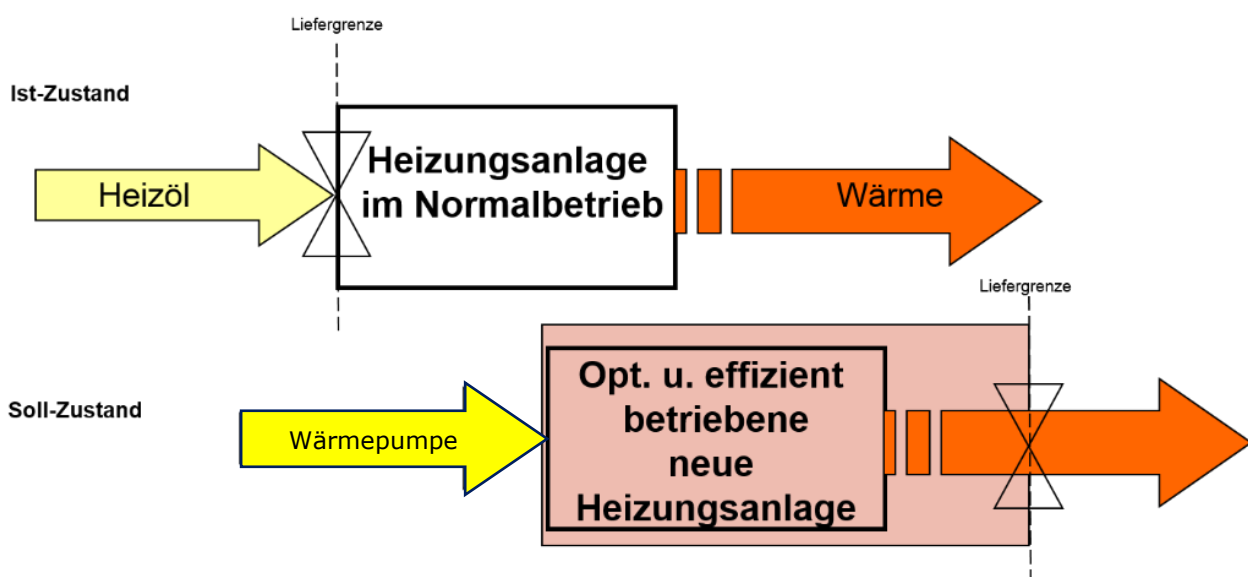 Liefergrenze
Ist-Zustand
Heizöl
Heizungsanlage
im Normalbetrieb
Wärme
Liefergrenze
Soll-Zustand
Wärmepumpe
Opt. u. effizient
betriebene
neue
Heizungsanlage